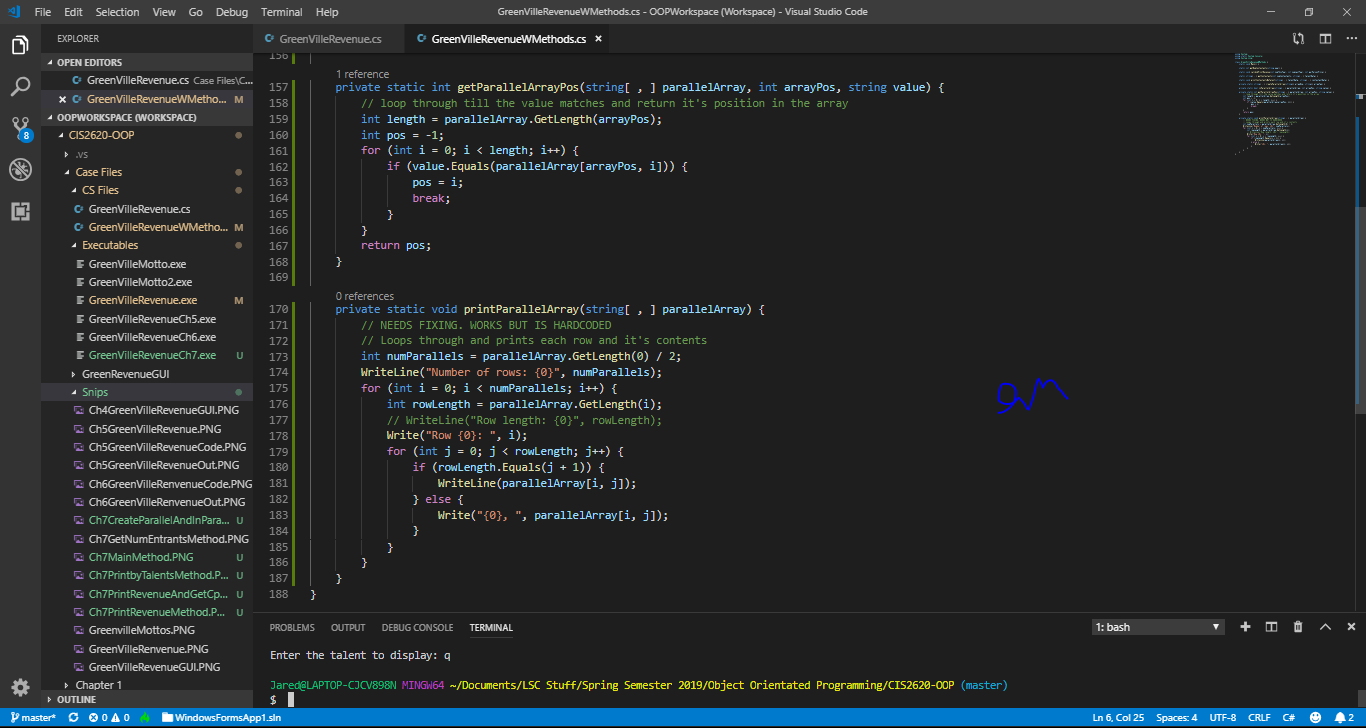 File Edit Selection View Go Debug Terminal Help
GreenVilleRevenueWMethods.cs - OOPWorkspace (Workspace) - Visual Studio Code
EXPLORER
OPEN EDITORS
GreenVilleRevenue.cs Case Files\C...
GreenVilleRevenueWMetho... M
OOPWORKSPACE (WORKSPACE)
CIS2620-OOP
.vs
Case Files
CS Files
GreenVilleRevenue.cs
GreenVilleRevenueWMetho... M
Executables
GreenVilleMotto.exe
GreenVilleMotto2.exe
GreenVilleRevenue.exe M
GreenVilleRevenueCh5.exe
GreenVilleRevenueCh6.exe
GreenVilleRevenueCh7.exe U
GreenRevenueGUI
Snips
Ch4GreenVilleRevenueGUI.PNG
Ch5GreenVilleRevenue.PNG
Ch5GreenVilleRevenueCode.PNG
Ch5GreenVilleRevenueOut.PNG
Ch6GreenVilleRenvenueCode.PNG
Ch6GreenVilleRenvenueOut.PNG
Ch7CreateParallelAndInPara... U
Ch7GetNumEntrantsMethod.PNG
Ch7MainMethod.PNG U
Ch7PrintbyTalentsMethod.P... U
Ch7PrintRevenueAndGetCp... U
Ch7PrintRevenueMethod.P... U
GreenvilleMottos.PNG
GreenVilleRenvenue.PNG
GreenVilleRevenueGUI.PNG
Chapter 1
OUTLINE
8
GreenVilleRevenue.cs
GreenVilleRevenueWMethods.cs
156
1 reference
157 private static int getParallelArrayPos(string[ , ] parallelArray, int arrayPos, string value) {
158 // loop through till the value matches and return it's position in the array
159 int length = parallelArray.GetLength(arrayPos);
160 int pos = -1;
161 for (int i = 0; i < length; i++) {
162 if (value.Equals(parallelArray[arrayPos, i])) {
163 pos = i;
164 break;
165 }
166 }
167 return pos;
168 }
169
0 references
170 private static void printParallelArray(string[ , ] parallelArray) {
171 // NEEDS FIXING. WORKS BUT IS HARDCODED
172 // Loops through and prints each row and it's contents
173 int numParallels = parallelArray.GetLength(0) / 2;
174 WriteLine("Number of rows: {0}", numParallels);
175 for (int i = 0; i < numParallels; i++) {
176 int rowLength = parallelArray.GetLength(i);
177 // WriteLine("Row length: {0}", rowLength);
178 Write("Row {0}: ", i);
179 for (int j = 0; j < rowLength; j++) {
180 if (rowLength.Equals(j + 1)) {
181 WriteLine(parallelArray[i, j]);
182 } else {
183 Write("{0}, ", parallelArray[i, j]);
184 }
185 }
186 }
187 }
188 }
PROBLEMS OUTPUT DEBUG CONSOLE TERMINAL
1: bash
Enter the talent to display: q
Jared@LAPTOP-CJCV898N MINGW64 ~/Documents/LSC Stuff/Spring Semester 2019/Object Orientated Programming/CIS2620-OOP (master)
$
master* 0 0 WindowsFormsApp1.sln
Ln 6, Col 25 Spaces: 4 UTF-8 CRLF C# 2